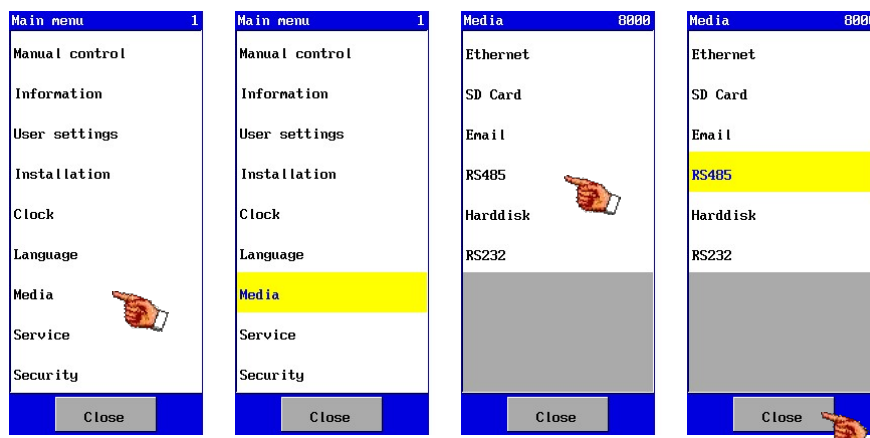 Main menu 1
Manual control
Information
User settings
Installation
Clock
Language
Media
Service
Security
Close
Main menu 1
Manual control
Information
User settings
Installation
Clock
Language
Media
Service
Security
Close
Media 8000
Ethernet
SD Card
Email
RS485
Harddisk
RS232
Close
Media 8000
Ethernet
SD Card
Email
RS485
Harddisk
RS232
Close